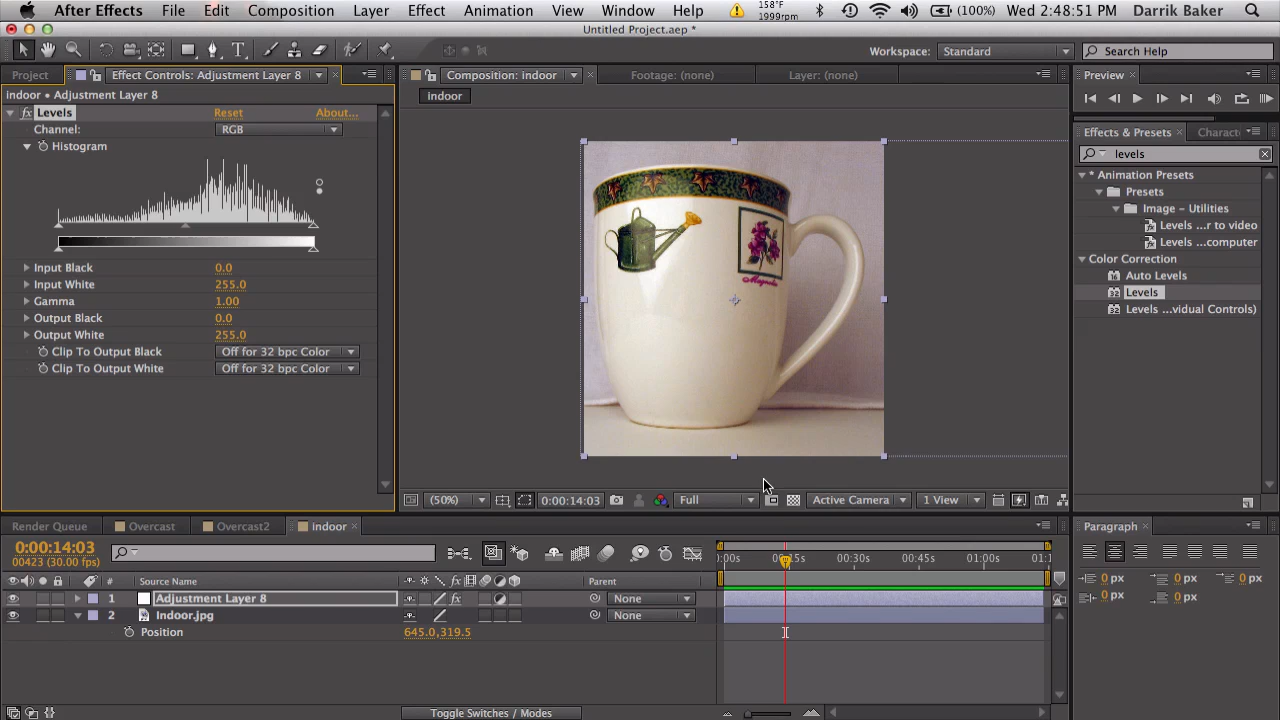 After Effects File Edit Composition Layer Effect Animation View Window Help 158°F 1999rpm (100%) Wed 2:48:51 PM Darrik Baker
Untitled Project.aep *
Workspace: Standard Search Help
Project Effect Controls: Adjustment Layer 8 Composition: indoor Footage: (none) Layer: (none) Preview
indoor • Adjustment Layer 8 indoor
fx Levels Reset About...
Channel: RGB
Histogram
Effects & Presets Charact
levels
* Animation Presets
Presets
Image – Utilities
Levels ...r to video
Levels ...computer
Color Correction
Auto Levels
Levels
Levels ...vidual Controls)
Input Black 0.0
Input White 255.0
Gamma 1.00
Output Black 0.0
Output White 255.0
Clip To Output Black Off for 32 bpc Color
Clip To Output White Off for 32 bpc Color
(50%) 0:00:14:03 Full Active Camera 1 View
Render Queue Overcast Overcast2 indoor Paragraph
0:00:14:03
00423 (30.00 fps)
:00s 00:15s 00:30s 00:45s 01:00s 01:1
# Source Name fx Parent
1 Adjustment Layer 8 fx None
2 Indoor.jpg None
Position 645.0,319.5
0 px 0 px 0 px
0 px 0 px
Toggle Switches / Modes